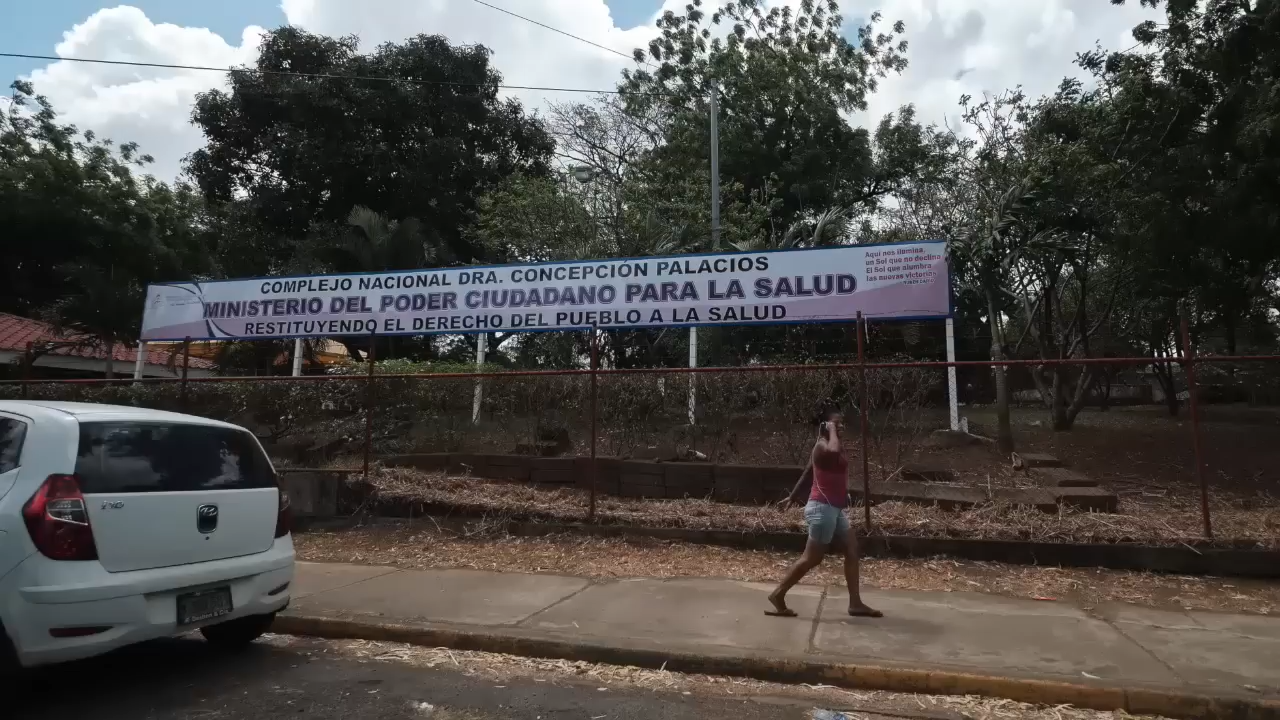 COMPLEJO NACIONAL DRA. CONCEPCIÓN PALACIOS
MINISTERIO DEL PODER CIUDADANO PARA LA SALUD
RESTITUYENDO EL DERECHO DEL PUEBLO A LA SALUD
Aquí nos ilumina,
un Sol que no declina
El Sol que alumbra
las nuevas victorias
i10